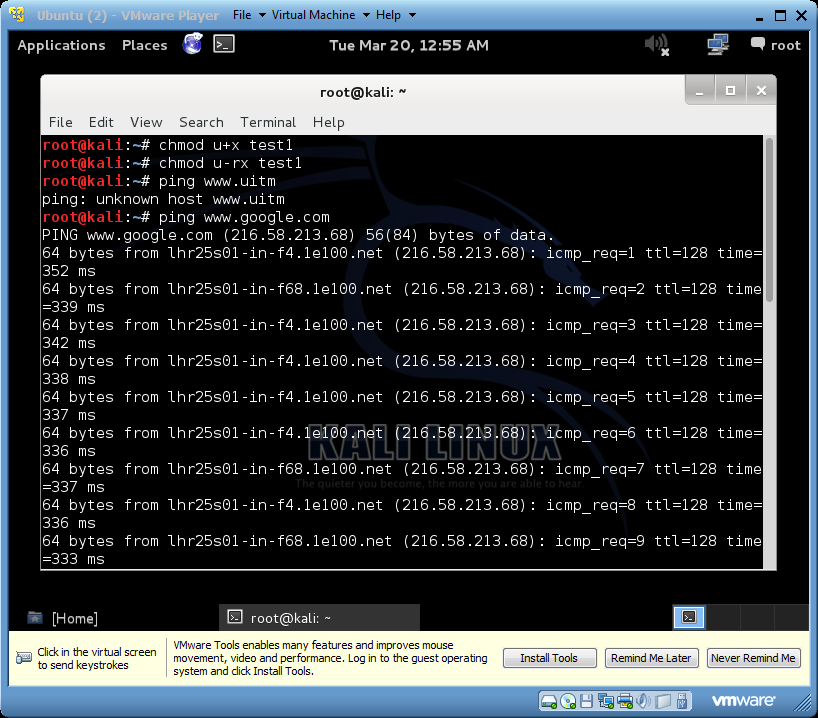 Ubuntu (2) - VMware Player File Virtual Machine Help
Applications Places Tue Mar 20, 12:55 AM root
root@kali: ~
File Edit View Search Terminal Help
root@kali:~# chmod u+x test1
root@kali:~# chmod u-rx test1
root@kali:~# ping www.uitm
ping: unknown host www.uitm
root@kali:~# ping www.google.com
PING www.google.com (216.58.213.68) 56(84) bytes of data.
64 bytes from lhr25s01-in-f4.1e100.net (216.58.213.68): icmp_req=1 ttl=128 time=
352 ms
64 bytes from lhr25s01-in-f68.1e100.net (216.58.213.68): icmp_req=2 ttl=128 time
=339 ms
64 bytes from lhr25s01-in-f4.1e100.net (216.58.213.68): icmp_req=3 ttl=128 time=
342 ms
64 bytes from lhr25s01-in-f4.1e100.net (216.58.213.68): icmp_req=4 ttl=128 time=
338 ms
64 bytes from lhr25s01-in-f4.1e100.net (216.58.213.68): icmp_req=5 ttl=128 time=
337 ms
64 bytes from lhr25s01-in-f4.1e100.net (216.58.213.68): icmp_req=6 ttl=128 time=
336 ms
KALI LINUX
64 bytes from lhr25s01-in-f68.1e100.net (216.58.213.68): icmp_req=7 ttl=128 time
=337 ms
The quieter you become, the more you are able to hear.
64 bytes from lhr25s01-in-f4.1e100.net (216.58.213.68): icmp_req=8 ttl=128 time=
336 ms
64 bytes from lhr25s01-in-f68.1e100.net (216.58.213.68): icmp_req=9 ttl=128 time
=333 ms
[Home] root@kali: ~
Click in the virtual screen
to send keystrokes
VMware Tools enables many features and improves mouse
movement, video and performance. Log in to the guest operating
system and click Install Tools.
Install Tools Remind Me Later Never Remind Me
vmware